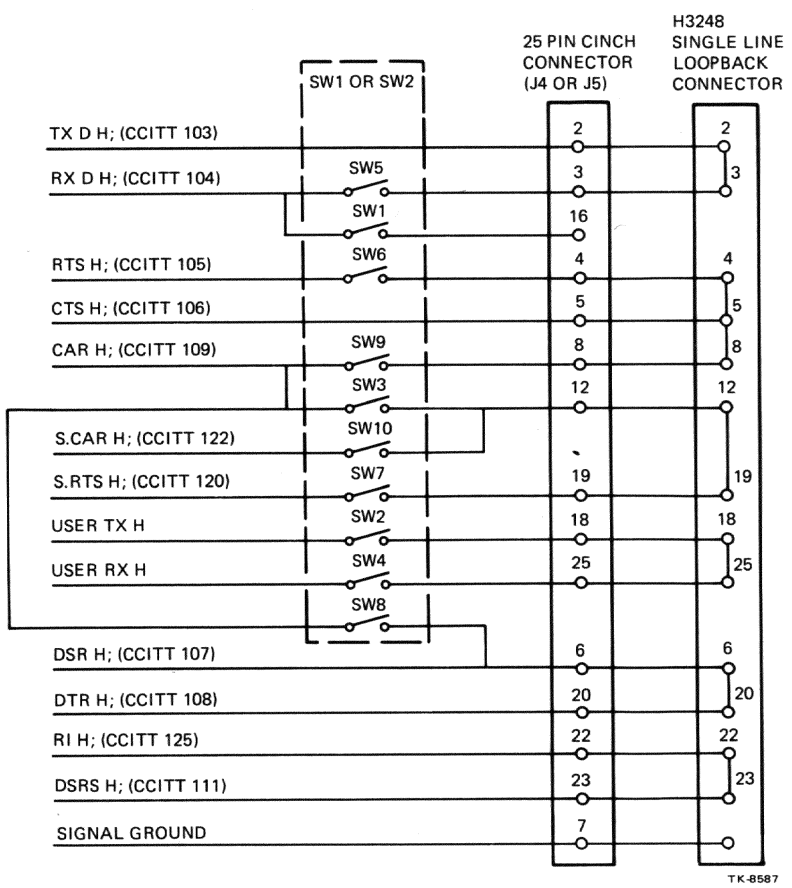 H3248
25 PIN CINCH SINGLE LINE
CONNECTOR LOOPBACK
(J4 OR J5) CONNECTOR
SW1 OR SW2
TX D H; (CCITT 103) 2 2
RX D H; (CCITT 104) SW5 3 3
SW1 16
RTS H; (CCITT 105) SW6 4 4
CTS H; (CCITT 106) 5 5
CAR H; (CCITT 109) SW9 8 8
SW3 12 12
S.CAR H; (CCITT 122) SW10
S.RTS H; (CCITT 120) SW7 19 19
USER TX H SW2 18 18
USER RX H SW4 25 25
SW8
DSR H; (CCITT 107) 6 6
DTR H; (CCITT 108) 20 20
RI H; (CCITT 125) 22 22
DSRS H; (CCITT 111) 23 23
SIGNAL GROUND 7
TK-8587